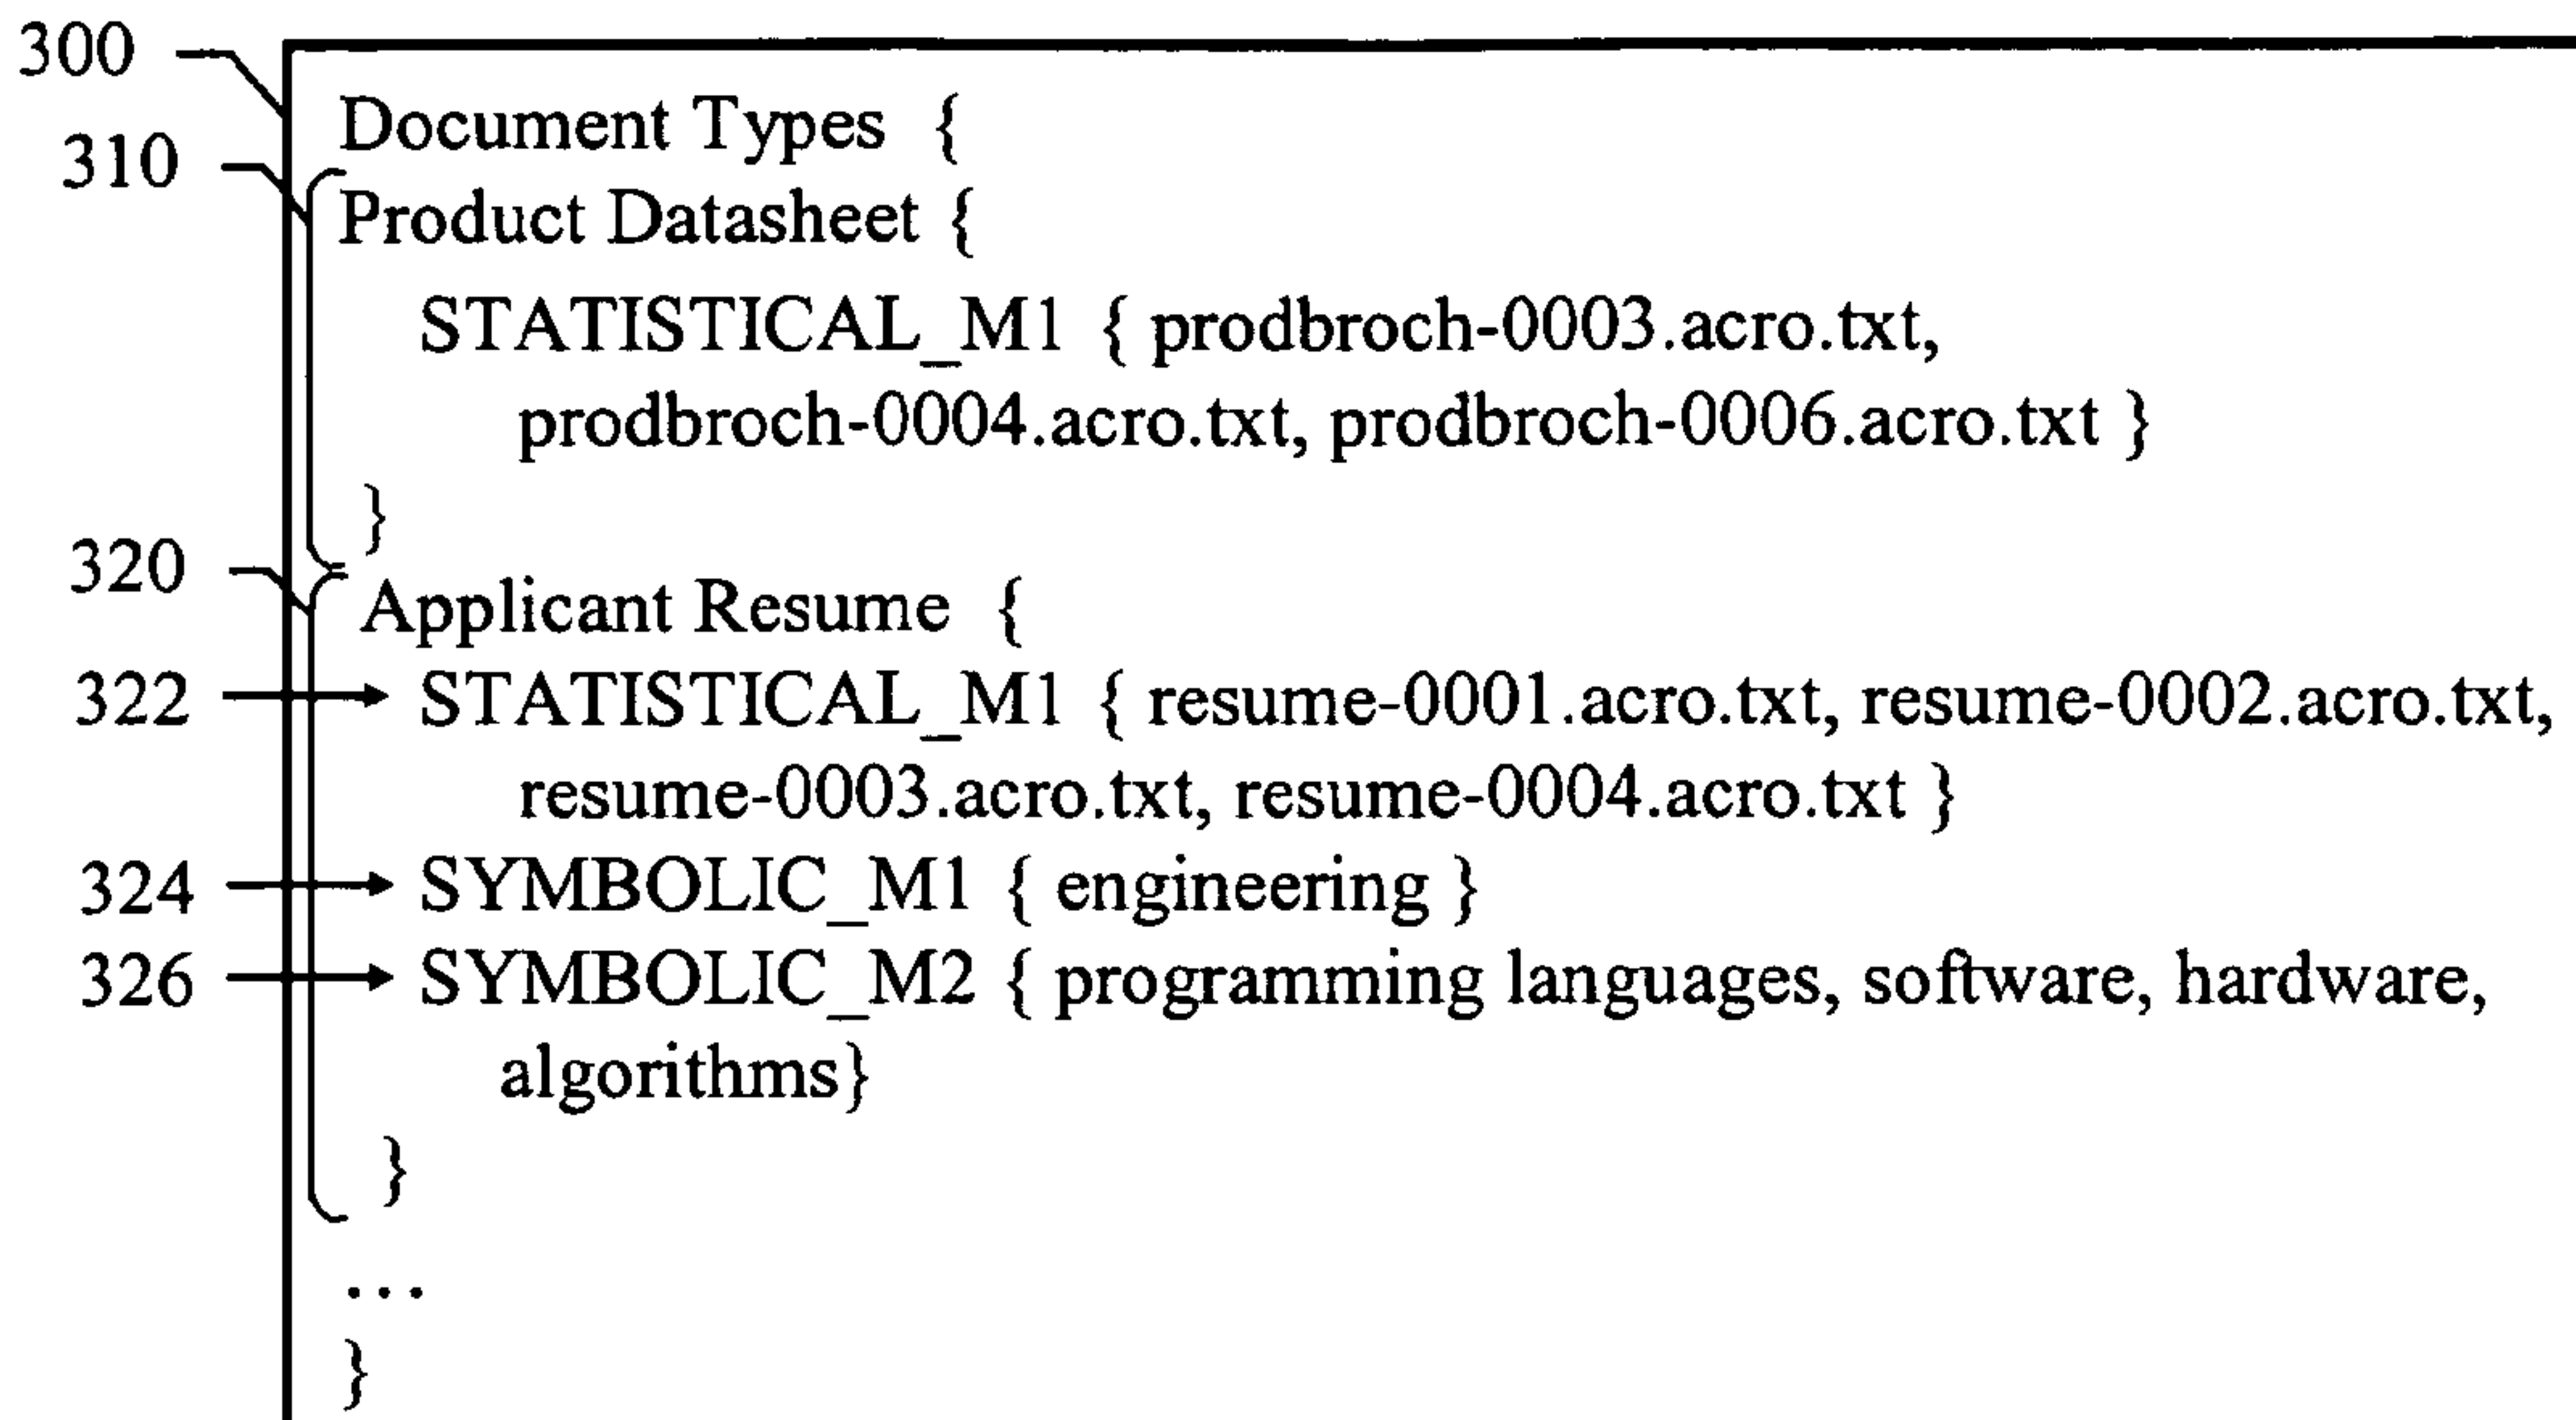 300
Document Types {
310
Product Datasheet {
STATISTICAL_M1 { prodbroch-0003.acro.txt,
prodbroch-0004.acro.txt, prodbroch-0006.acro.txt }
}
320
Applicant Resume {
322 STATISTICAL_M1 { resume-0001.acro.txt, resume-0002.acro.txt,
resume-0003.acro.txt, resume-0004.acro.txt }
324 SYMBOLIC_M1 { engineering }
326 SYMBOLIC_M2 { programming languages, software, hardware,
algorithms}
}
...
}